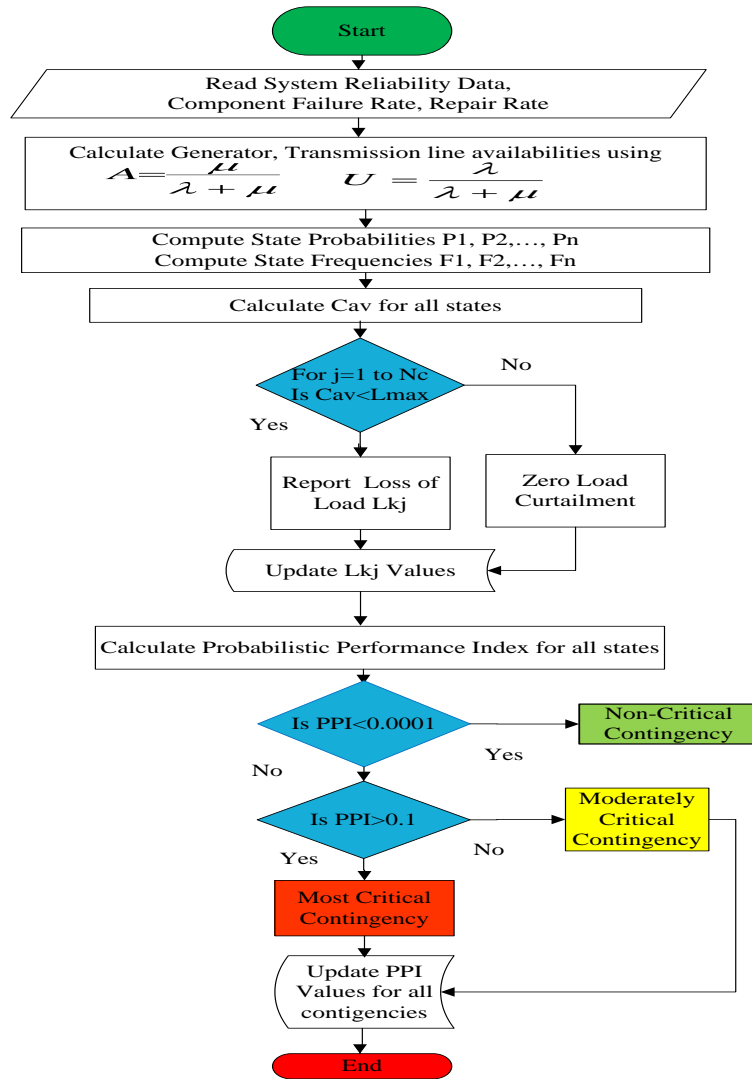 Start
Read System Reliability Data,
Component Failure Rate, Repair Rate
Calculate Generator, Transmission line availabilities using
A=μ/(λ + μ) U = λ/(λ + μ)
Compute State Probabilities P1, P2,…, Pn
Compute State Frequencies F1, F2,…, Fn
Calculate Cav for all states
For j=1 to Nc
Is Cav<Lmax
No
Yes
Report Loss of
Load Lkj
Zero Load
Curtailment
Update Lkj Values
Calculate Probabilistic Performance Index for all states
Is PPI<0.0001
Non-Critical
Contingency
Yes
No
Is PPI>0.1
Moderately
Critical
Contingency
No
Yes
Most Critical
Contingency
Update PPI
Values for all
contigencies
End